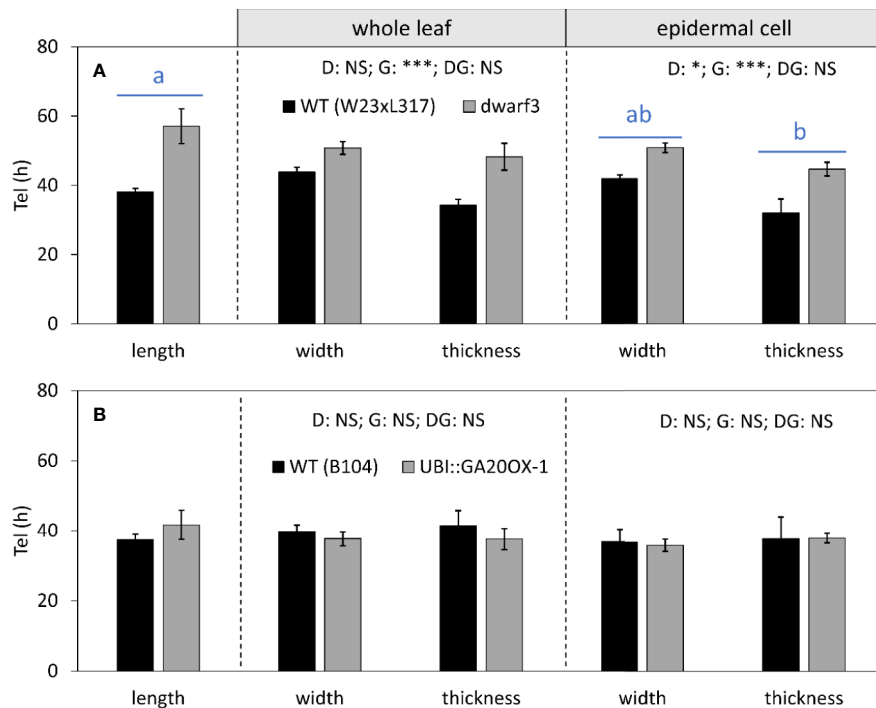 whole leaf epidermal cell
80
A
D: NS; G: ***; DG: NS
D: *; G: ***; DG: NS
a
WT (W23xL317) dwarf3
ab
b
60
40
20
0
Tel (h)
length width thickness width thickness
80
B
D: NS; G: NS; DG: NS
D: NS; G: NS; DG: NS
WT (B104) UBI::GA20OX-1
60
40
20
0
Tel (h)
length width thickness width thickness